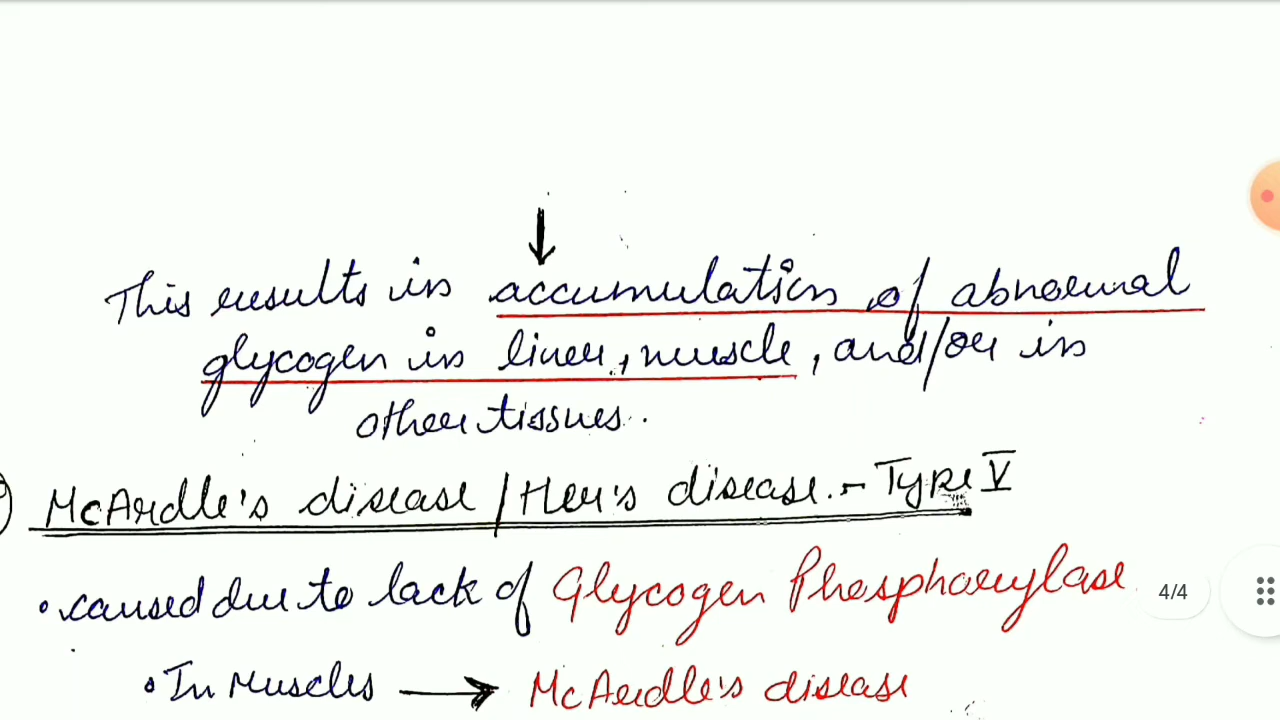 This results in accumulation of abnormal
glycogen in liver, muscle, and/or in
other tissues.
McArdle's disease / Her's disease. - Type V
• caused due to lack of Glycogen Phosphorylase
4/4
• In Muscles → McArdle's disease